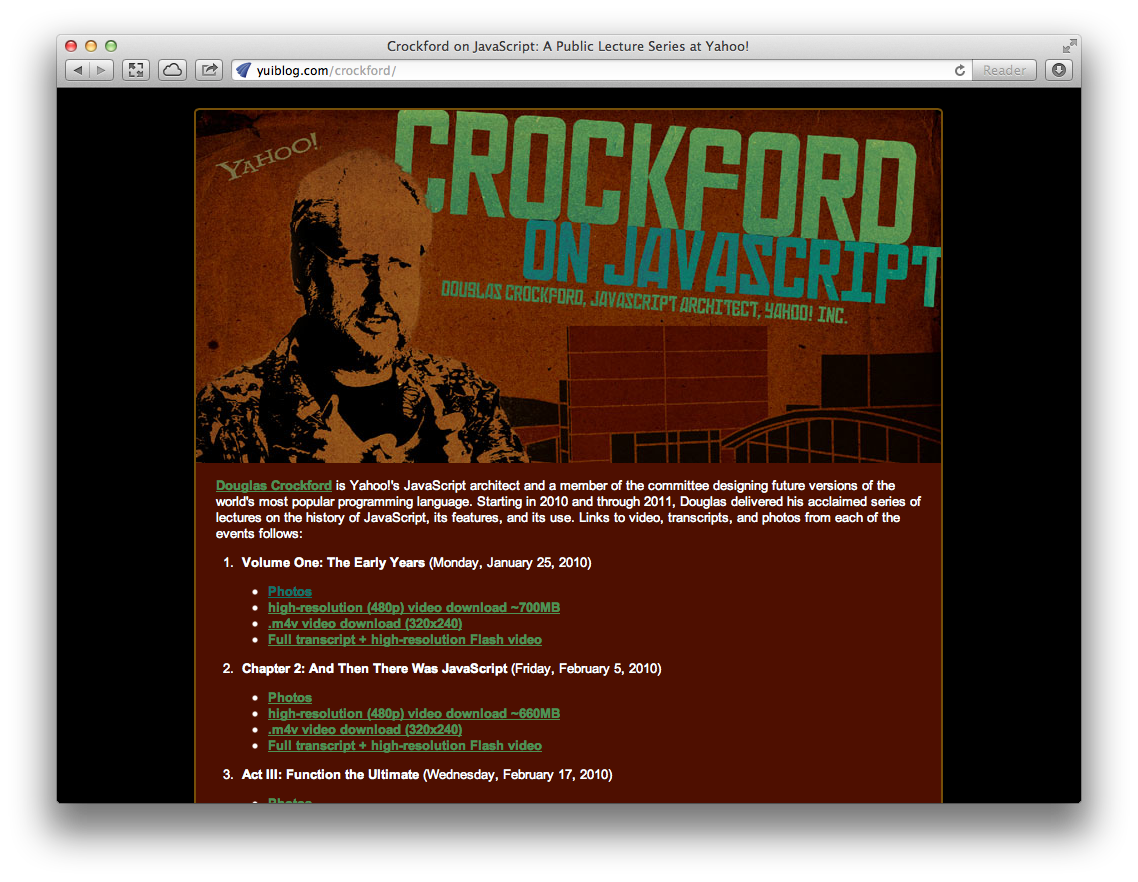 Crockford on JavaScript: A Public Lecture Series at Yahoo!
yuiblog.com/crockford/
Reader
YAHOO!
CROCKFORD
ON JAVASCRIPT
DOUGLAS CROCKFORD, JAVASCRIPT ARCHITECT, YAHOO! INC.
Douglas Crockford is Yahoo!'s JavaScript architect and a member of the committee designing future versions of the
world's most popular programming language. Starting in 2010 and through 2011, Douglas delivered his acclaimed series of
lectures on the history of JavaScript, its features, and its use. Links to video, transcripts, and photos from each of the
events follows:
1. Volume One: The Early Years (Monday, January 25, 2010)
• Photos
• high-resolution (480p) video download ~700MB
• .m4v video download (320x240)
• Full transcript + high-resolution Flash video
2. Chapter 2: And Then There Was JavaScript (Friday, February 5, 2010)
• Photos
• high-resolution (480p) video download ~660MB
• .m4v video download (320x240)
• Full transcript + high-resolution Flash video
3. Act III: Function the Ultimate (Wednesday, February 17, 2010)
• Photos